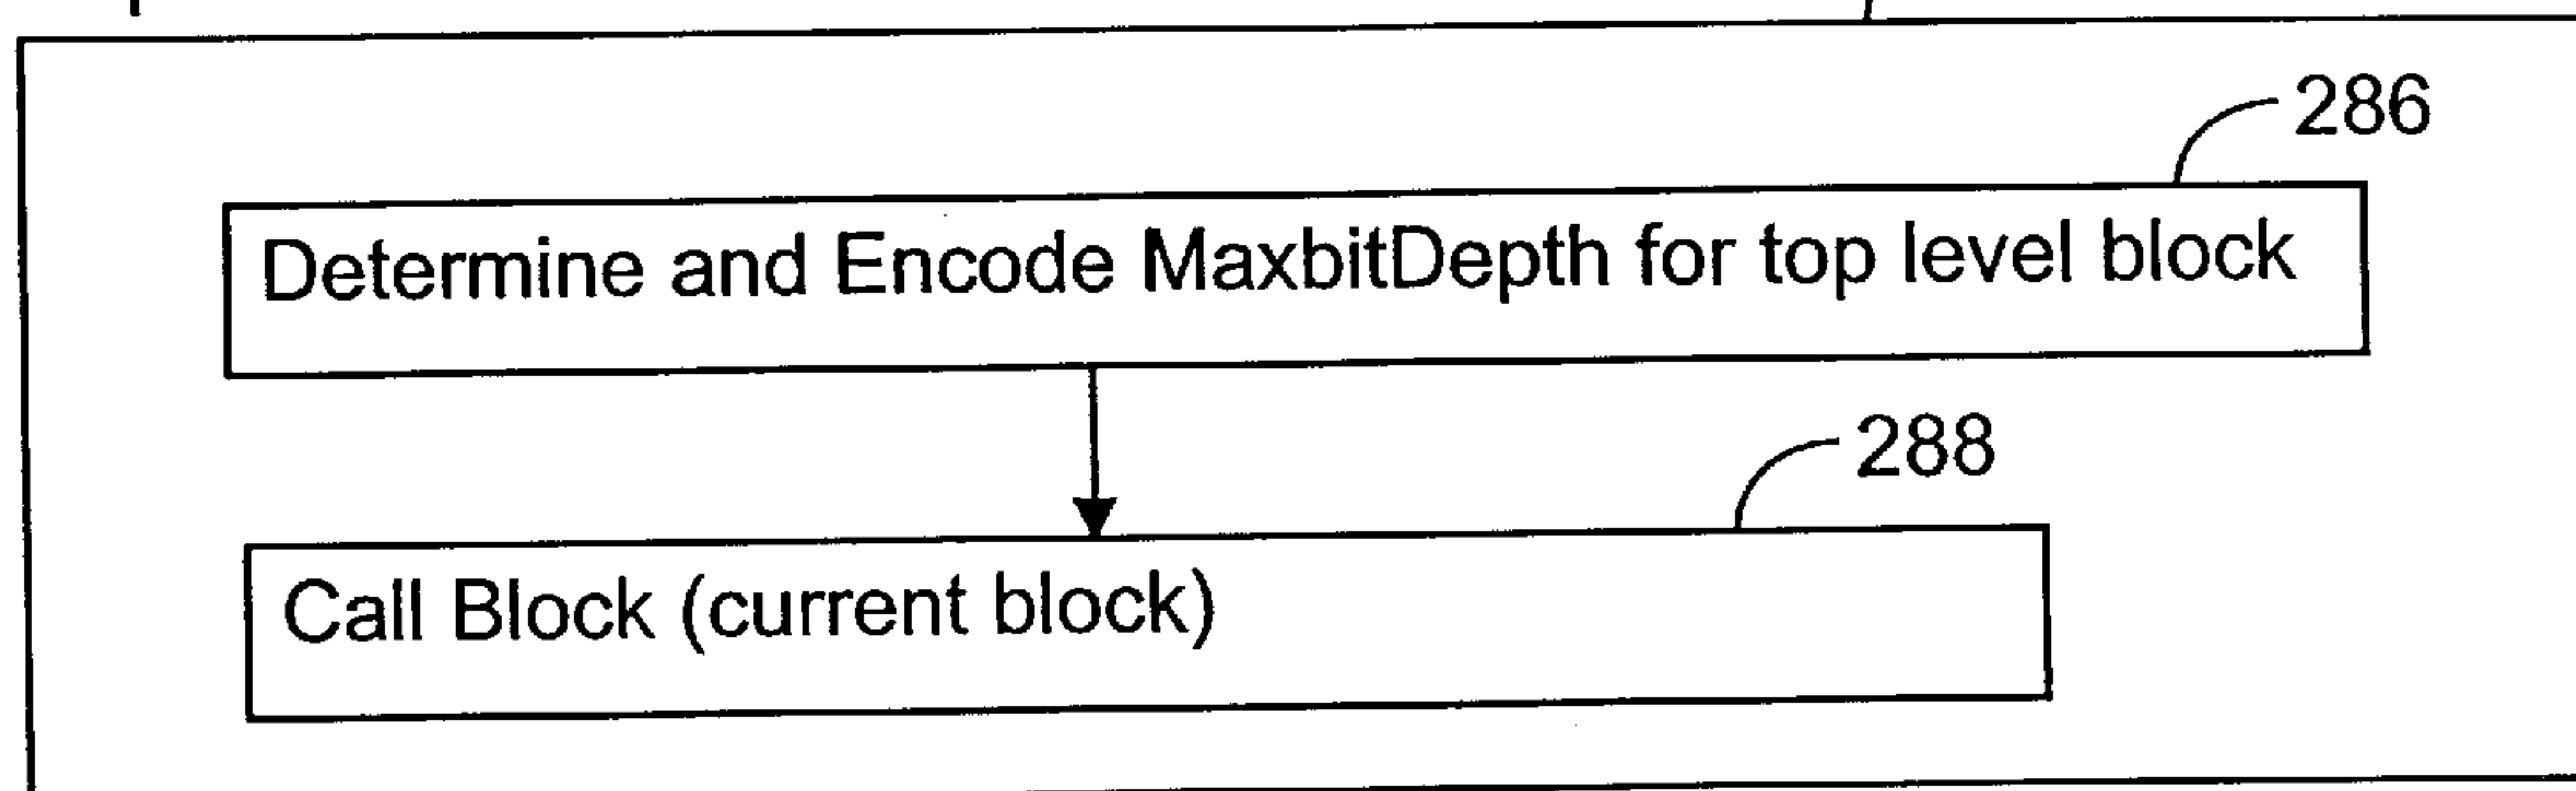 286
Determine and Encode MaxbitDepth for top level block
288
Call Block (current block)